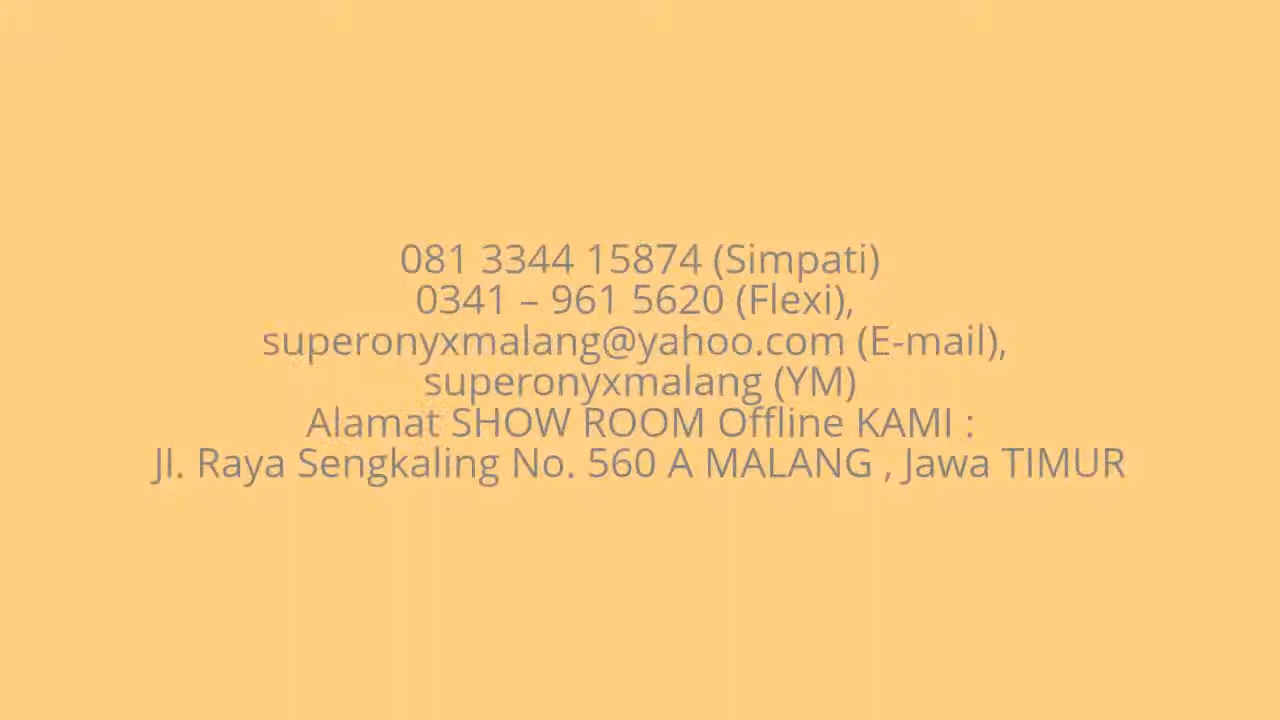 081 3344 15874 (Simpati)
0341 – 961 5620 (Flexi),
superonyxmalang@yahoo.com (E-mail),
superonyxmalang (YM)
Alamat SHOW ROOM Offline KAMI :
Jl. Raya Sengkaling No. 560 A MALANG , Jawa TIMUR